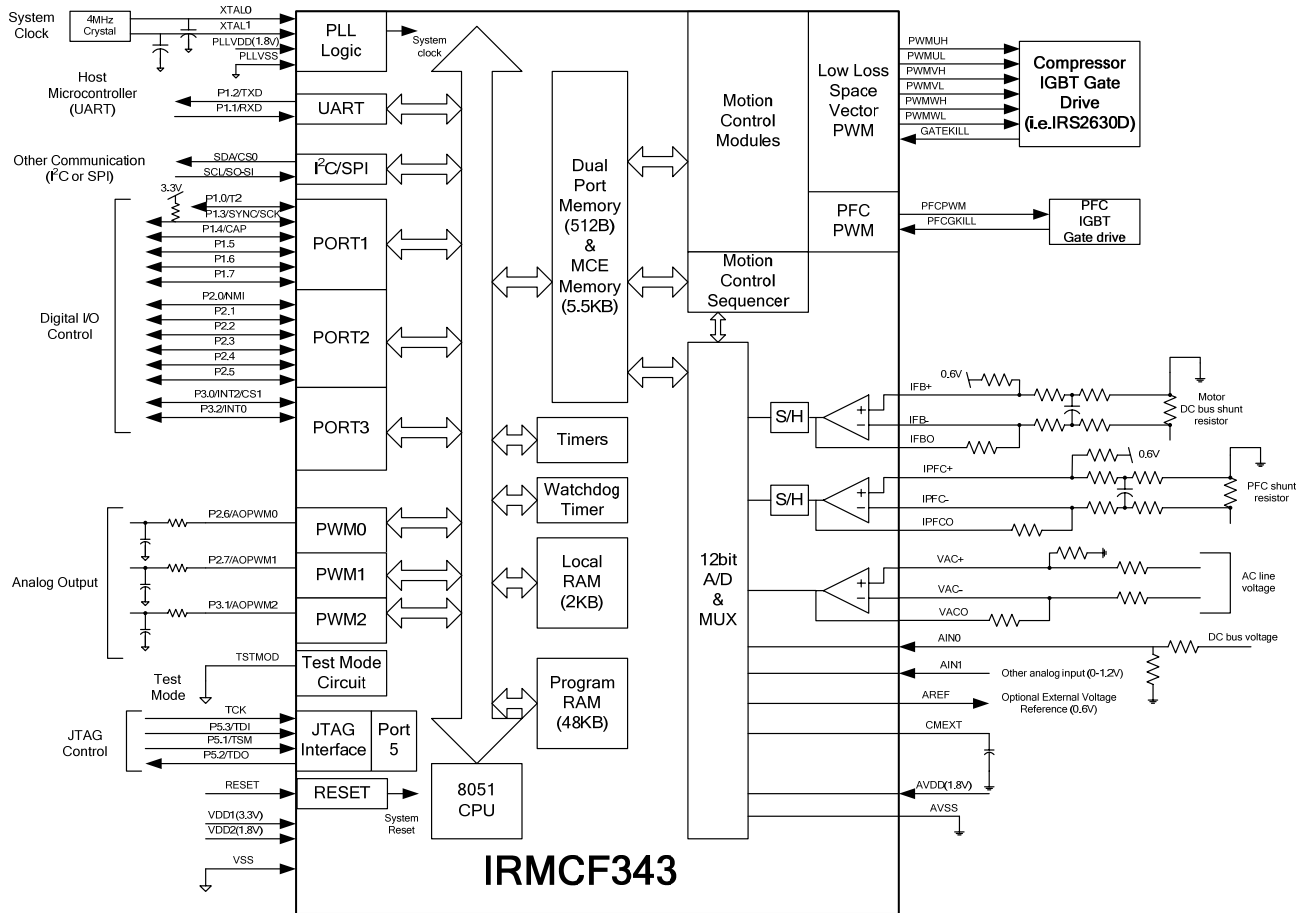 System
Clock
4MHz
Crystal
XTAL0
XTAL1
PLLVDD(1.8V)
PLLVSS
PLL
Logic
System
clock
Host
Microcontroller
(UART)
P1.2/TXD
P1.1/RXD
UART
Other Communication
(I²C or SPI)
SDA/CS0
SCL/SO-SI
I²C/SPI
3.3V
P1.0/T2
P1.3/SYNC/SCK
P1.4/CAP
P1.5
P1.6
P1.7
PORT1
Digital I/O
Control
P2.0/NMI
P2.1
P2.2
P2.3
P2.4
P2.5
PORT2
P3.0/INT2/CS1
P3.2/INT0
PORT3
Analog Output
P2.6/AOPWM0
PWM0
P2.7/AOPWM1
PWM1
P3.1/AOPWM2
PWM2
Test
Mode
TSTMOD
Test Mode
Circuit
JTAG
Control
TCK
P5.3/TDI
P5.1/TSM
P5.2/TDO
JTAG
Interface
Port
5
RESET
RESET
System
Reset
VDD1(3.3V)
VDD2(1.8V)
VSS
8051
CPU
Dual
Port
Memory
(512B)
&
MCE
Memory
(5.5KB)
Timers
Watchdog
Timer
Local
RAM
(2KB)
Program
RAM
(48KB)
Motion
Control
Modules
Motion
Control
Sequencer
Low Loss
Space
Vector
PWM
PFC
PWM
PWMUH
PWMUL
PWMVH
PWMVL
PWMWH
PWMWL
GATEKILL
Compressor
IGBT Gate
Drive
(i.e.IRS2630D)
PFCPWM
PFCGKILL
PFC
IGBT
Gate drive
12bit
A/D
&
MUX
S/H
IFB+
IFB-
IFBO
0.6V
Motor
DC bus shunt
resistor
S/H
IPFC+
IPFC-
IPFCO
0.6V
PFC shunt
resistor
VAC+
VAC-
VACO
AC line
voltage
AIN0
DC bus voltage
AIN1
Other analog input (0-1.2V)
AREF
Optional External Voltage
Reference (0.6V)
CMEXT
AVDD(1.8V)
AVSS
+
−
+
−
+
−
IRMCF343